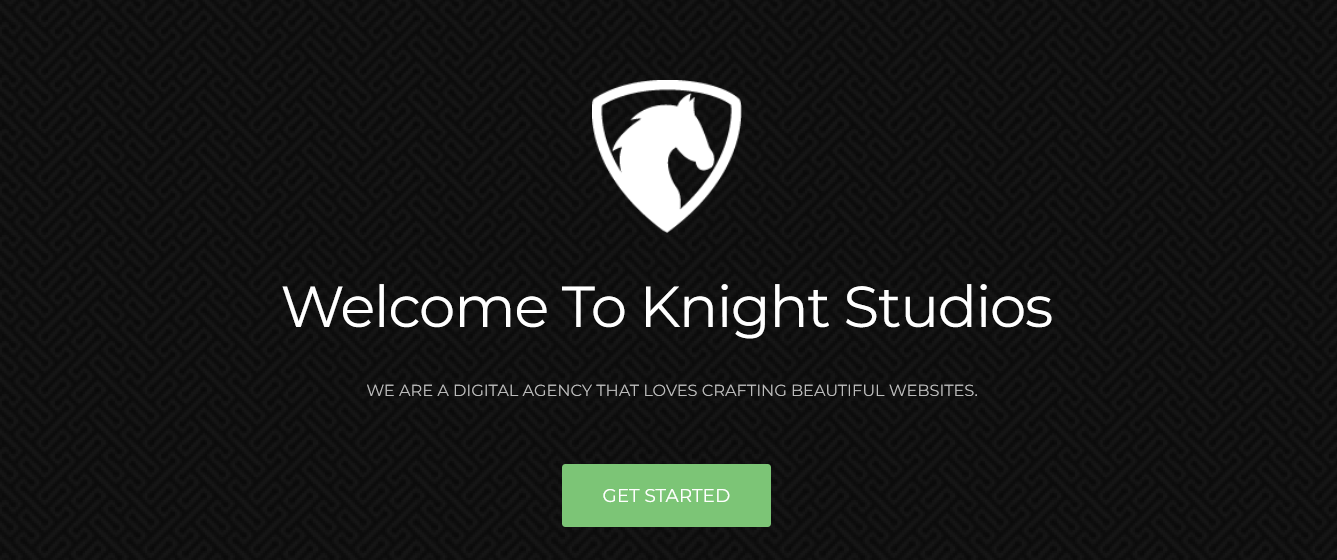 Welcome To Knight Studios
WE ARE A DIGITAL AGENCY THAT LOVES CRAFTING BEAUTIFUL WEBSITES.
GET STARTED